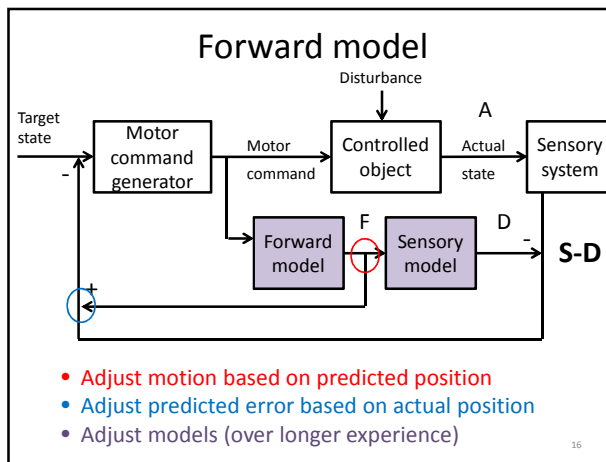 Forward model
Disturbance
A
Target
state
Motor
command
generator
Motor
command
Controlled
object
Actual
state
Sensory
system
-
F
D
Forward
model
Sensory
model
-
S-D
+
• Adjust motion based on predicted position
• Adjust predicted error based on actual position
• Adjust models (over longer experience)
16